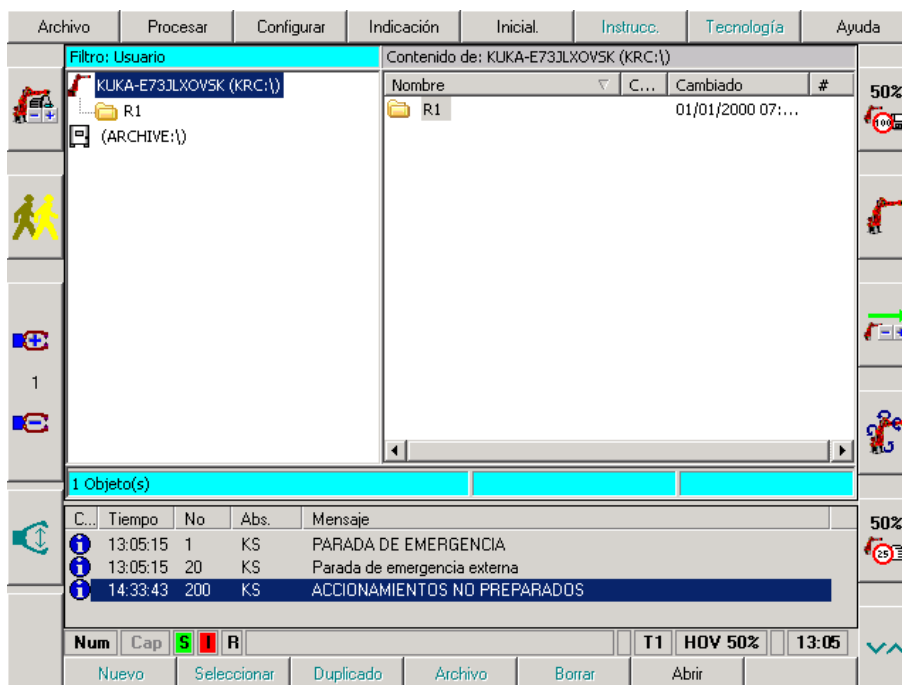 Archivo Procesar Configurar Indicación Inicial. Instrucc. Tecnología Ayuda
Filtro: Usuario
Contenido de: KUKA-E73JLXOVSK (KRC:\)
KUKA-E73JLXOVSK (KRC:\)
R1
(ARCHIVE:\)
Nombre C... Cambiado #
R1 01/01/2000 07:...
50%
100
1
1 Objeto(s)
C... Tiempo No Abs. Mensaje
13:05:15 1 KS PARADA DE EMERGENCIA
13:05:15 20 KS Parada de emergencia externa
14:33:43 200 KS ACCIONAMIENTOS NO PREPARADOS
50%
25
Num Cap S I R T1 HOV 50% 13:05
Nuevo Seleccionar Duplicado Archivo Borrar Abrir